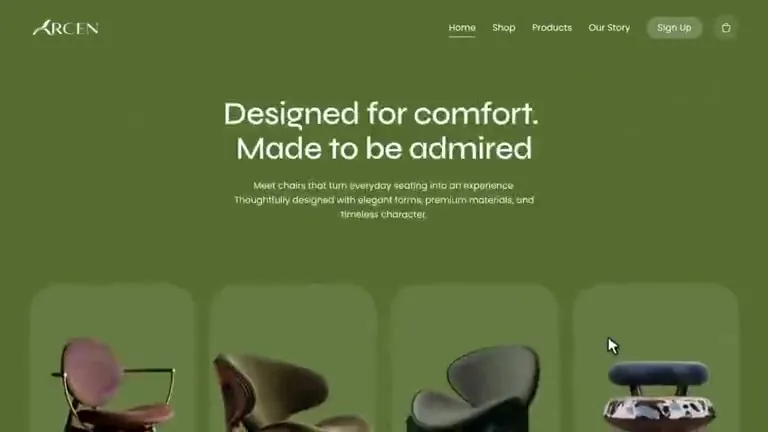 ARCEN
Home Shop Products Our Story Sign Up
Designed for comfort.
Made to be admired
Meet chairs that turn everyday seating into an experience
Thoughtfully designed with elegant forms, premium materials, and
timeless character.